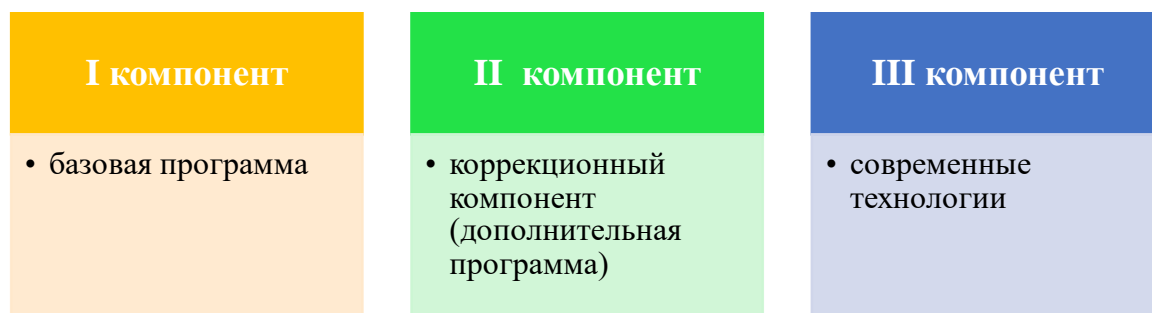 I компонент
• базовая программа
II  компонент
• коррекционный
компонент
(дополнительная
программа)
III компонент
• современные
технологии